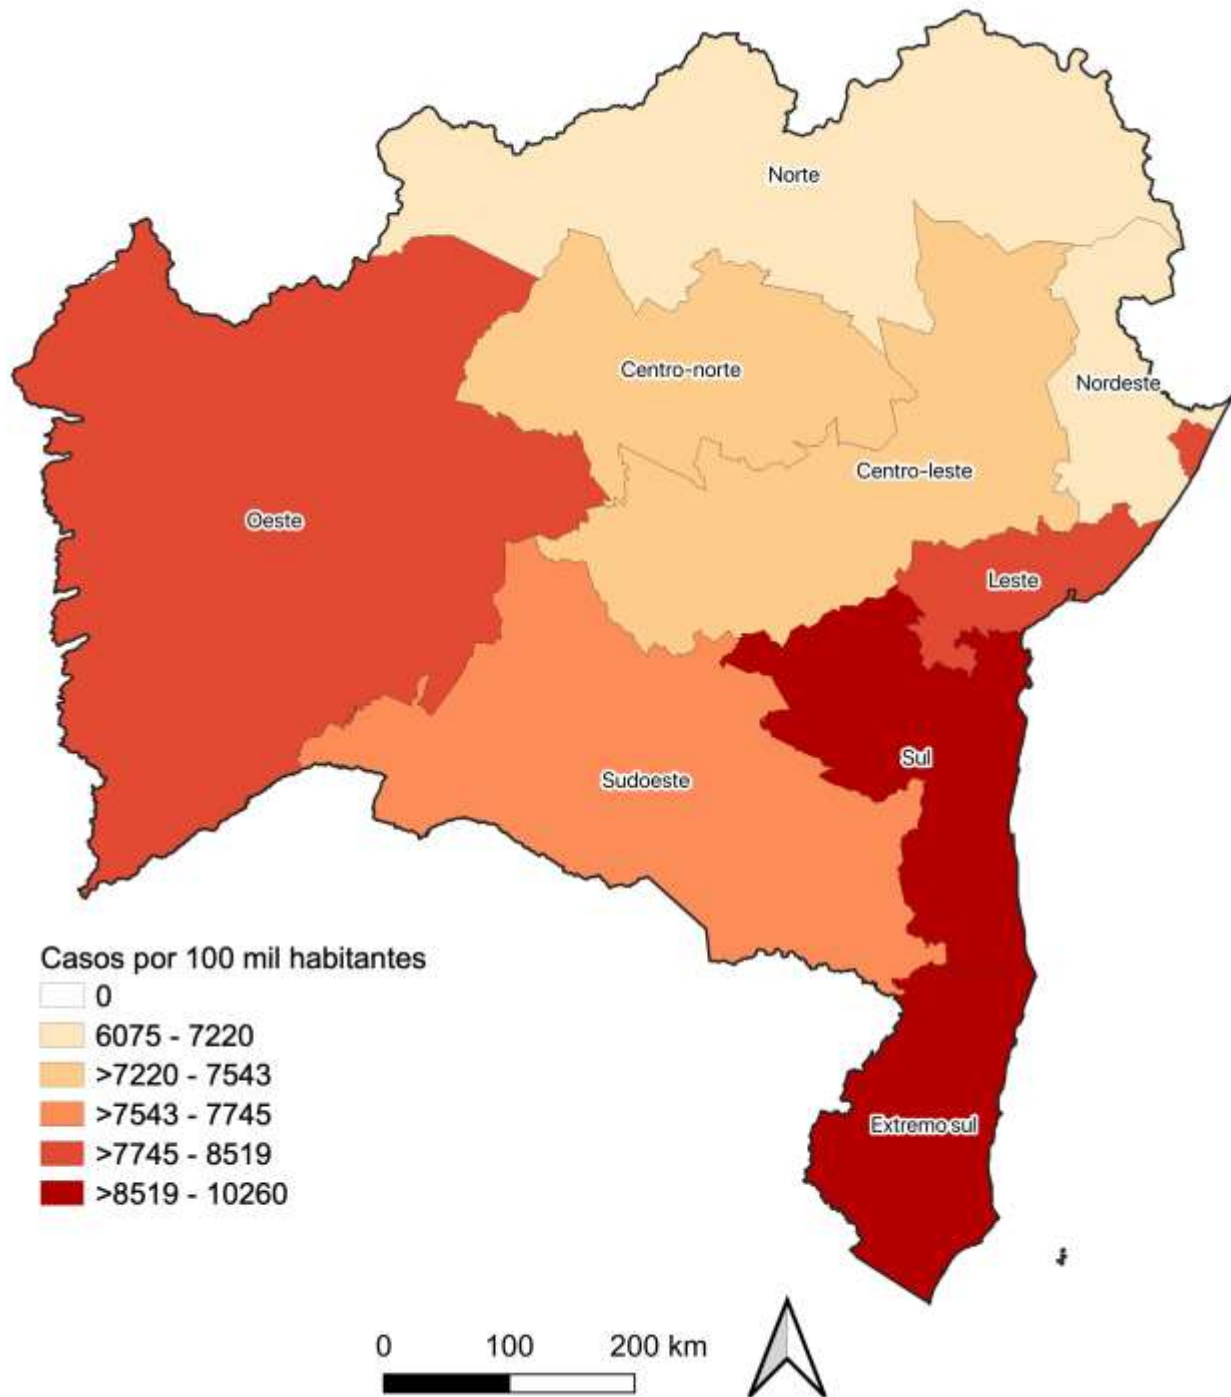 Norte
Centro-norte
Nordeste
Centro-leste
Oeste
Leste
Sul
Sudoeste
Casos por 100 mil habitantes
0
6075 - 7220
>7220 - 7543
>7543 - 7745
>7745 - 8519
>8519 - 10260
Extremo sul
0 100 200 km